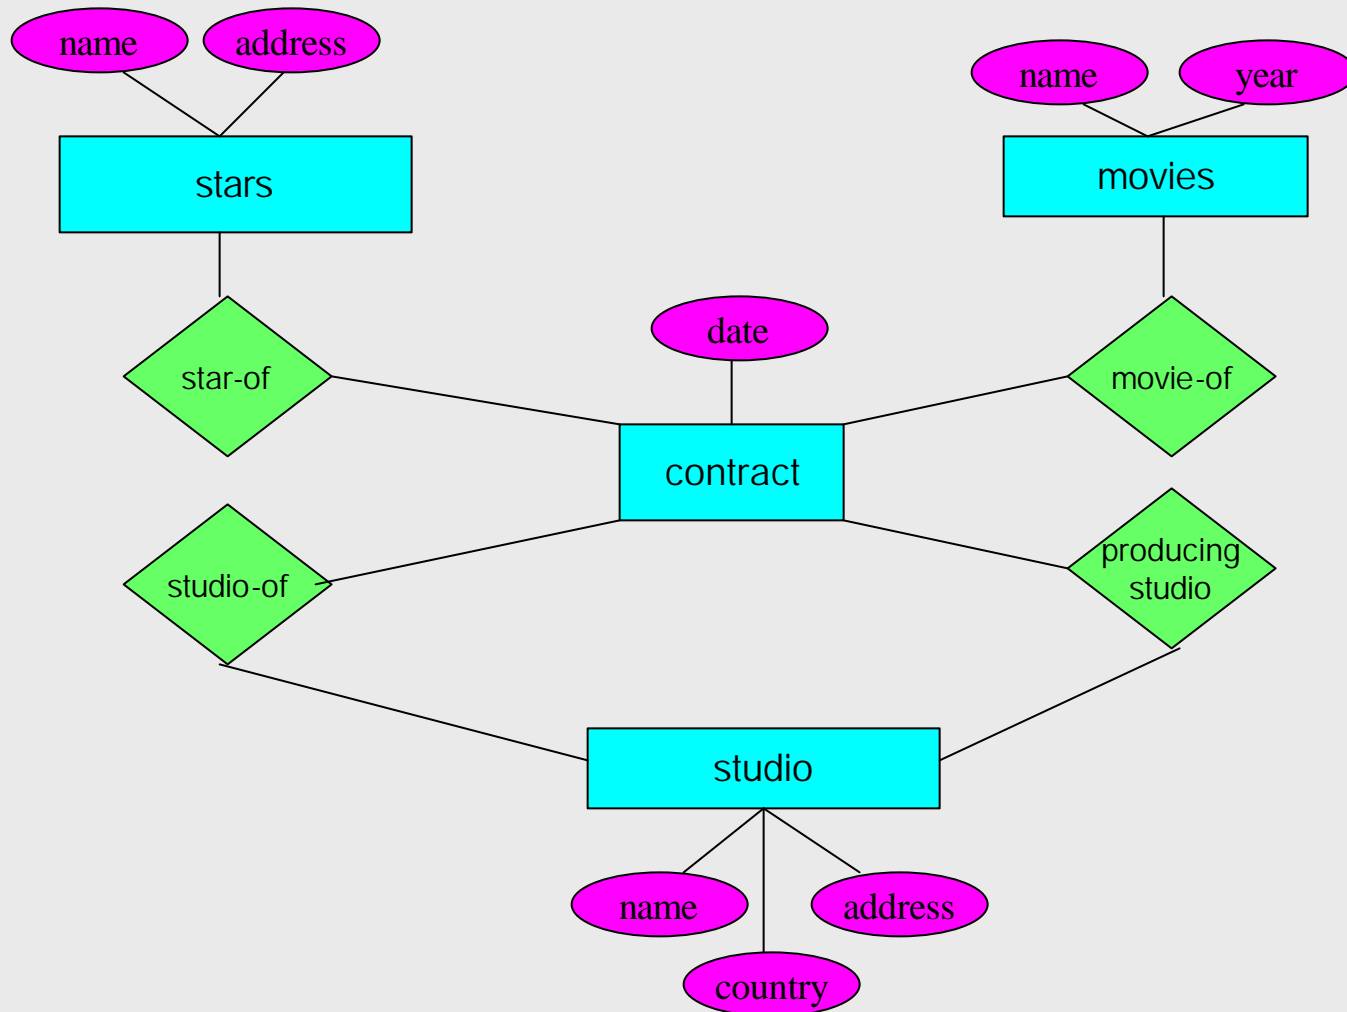 name
address
name
year
stars
movies
date
star-of
movie-of
contract
studio-of
producing
studio
studio
name
address
country